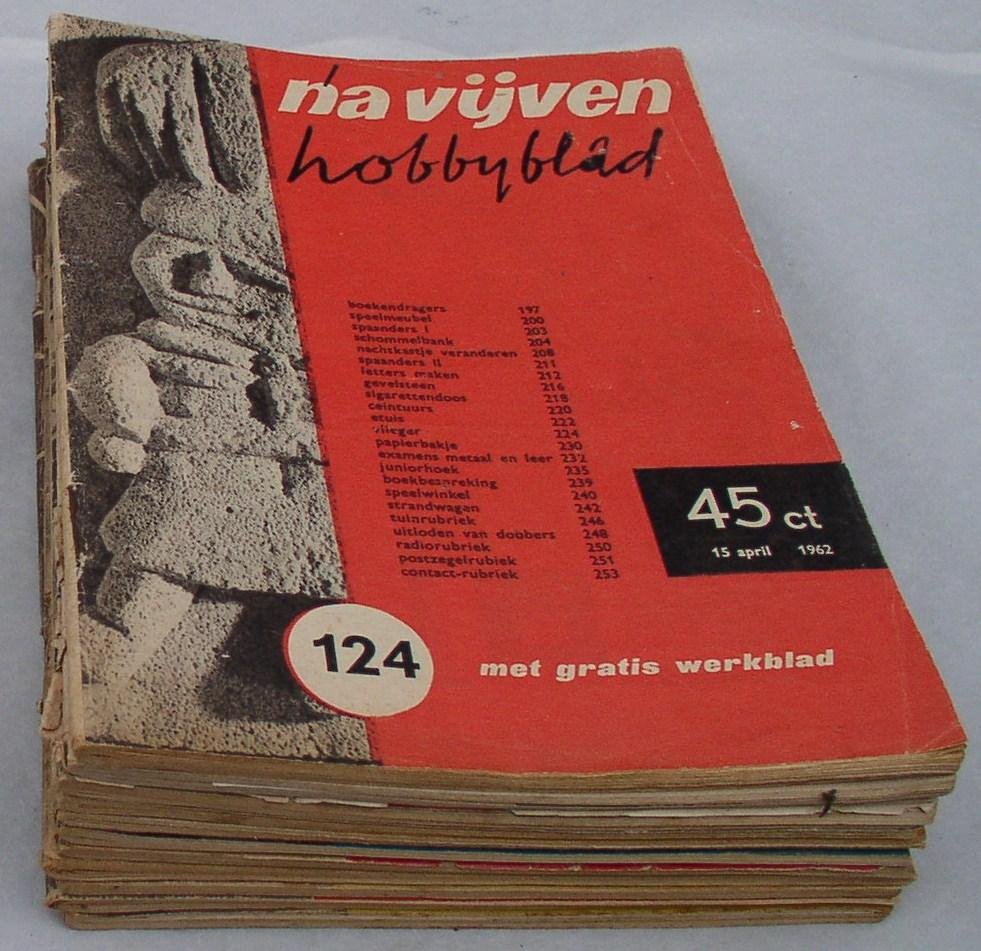 na vijven
hobbyblad
boekendragers 197
speelmeubel 200
spaanders I 203
schommelbank 204
nachtkastje veranderen 208
spaanders II 211
letters maken 212
gevelsteen 216
sigarettendoos 218
ceintuurs 220
etuis 222
vlieger 224
papierbakje 230
examens metaal en leer 232
juniorhoek 235
boekbespreking 239
speelwinkel 240
strandwagen 242
tuinrubriek 246
uitloden van dobbers 248
radiorubriek 250
postzegelrubiek 251
contact-rubriek 253
45 ct
15 april 1962
124
met gratis werkblad